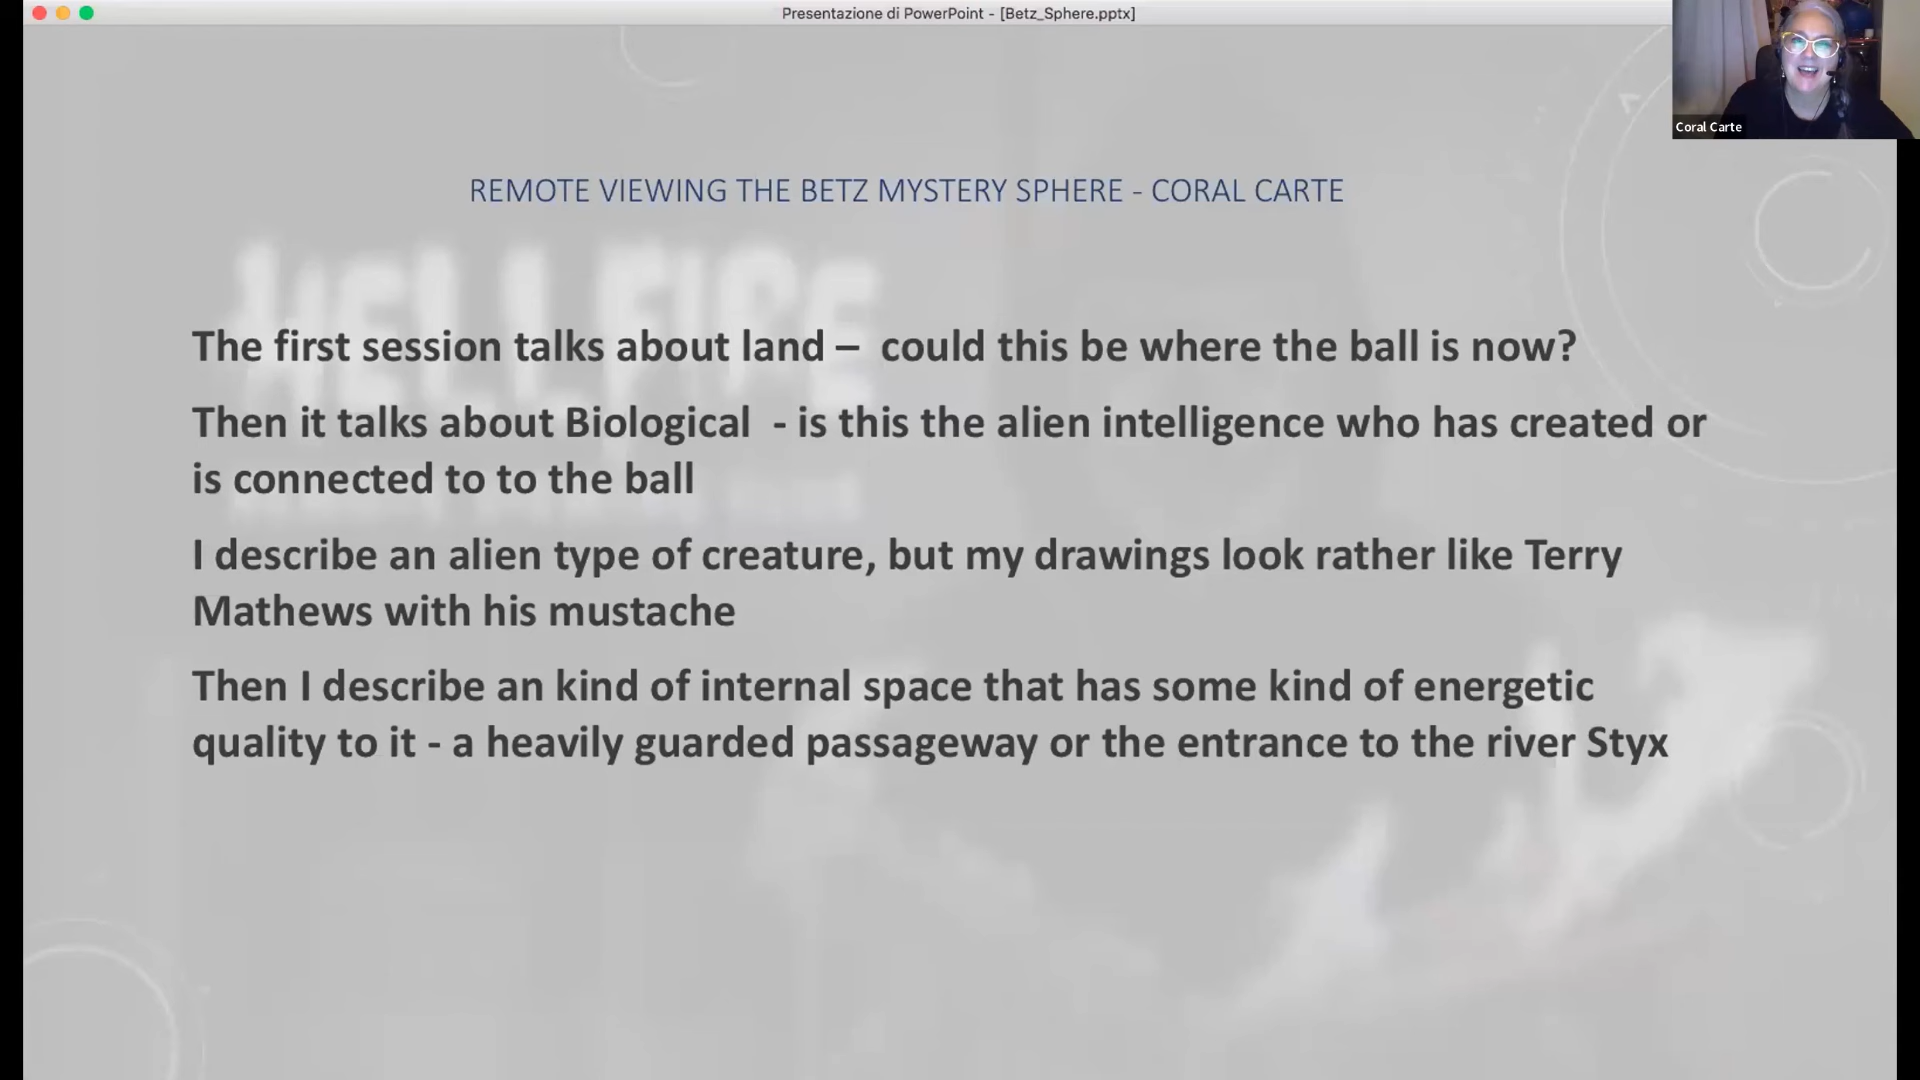 Presentazione di PowerPoint - [Betz_Sphere.pptx]
Coral Carte
REMOTE VIEWING THE BETZ MYSTERY SPHERE - CORAL CARTE
HELLFIRE
The first session talks about land – could this be where the ball is now?
Then it talks about Biological - is this the alien intelligence who has created or
is connected to to the ball
I describe an alien type of creature, but my drawings look rather like Terry
Mathews with his mustache
Then I describe an kind of internal space that has some kind of energetic
quality to it - a heavily guarded passageway or the entrance to the river Styx